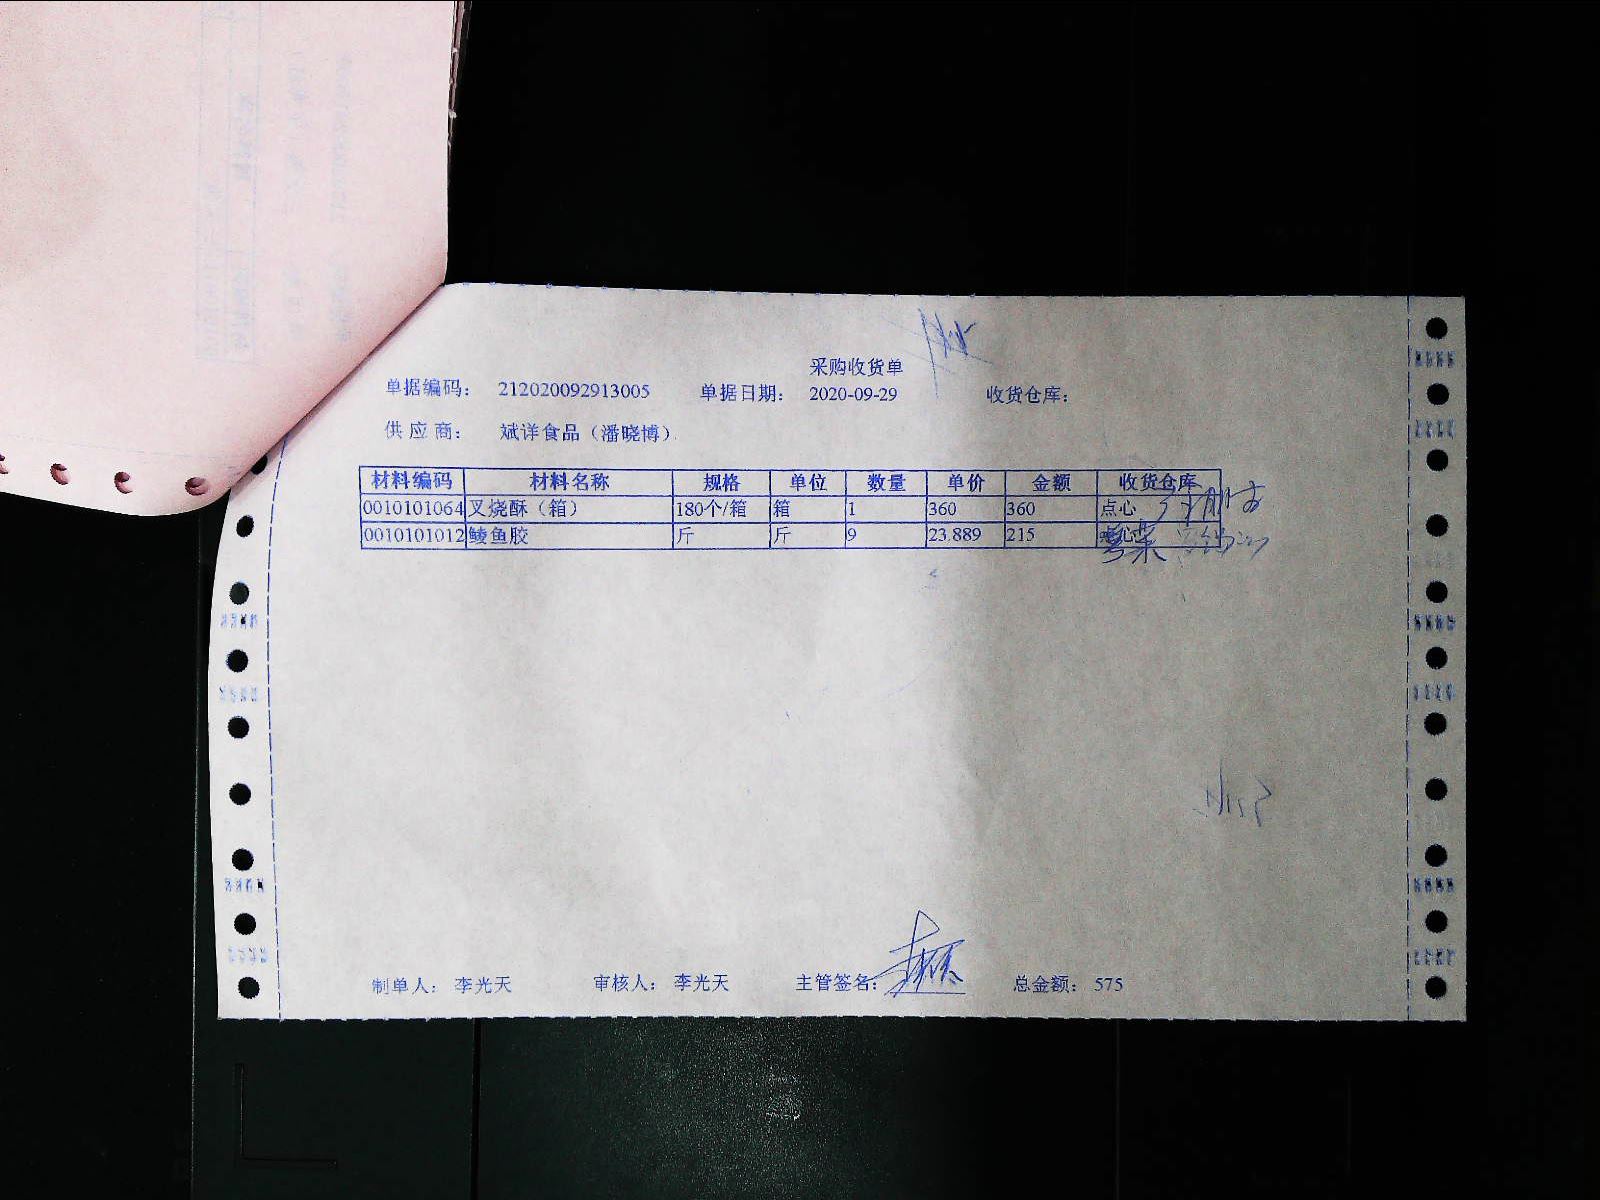 采购收货单
单据编码： 212020092913005 单据日期： 2020-09-29 收货仓库：
供应商： 斌详食品（潘晓博）
材料编码 材料名称 规格 单位 数量 单价 金额 收货仓库
0010101064 叉烧酥（箱） 180个/箱 箱 1 360 360 点心
0010101012 鲮鱼胶 斤 斤 9 23.889 215 粤菜
制单人： 李光天 审核人： 李光天 主管签名： 总金额： 575